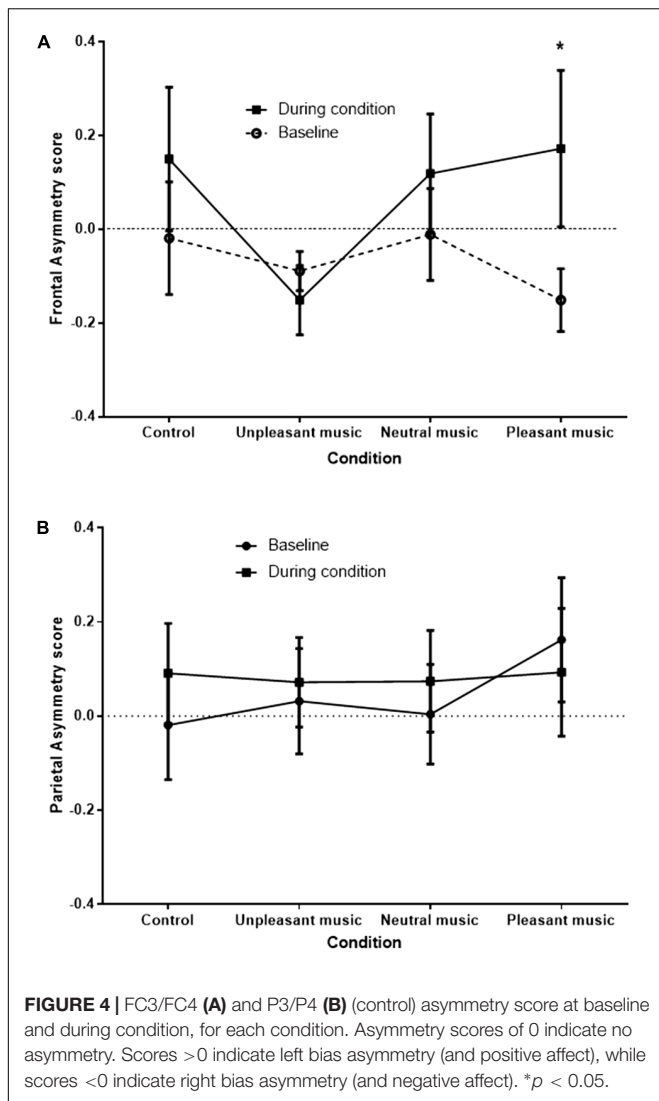 A
0.4
*
During condition
Baseline
0.2
0.0
-0.2
-0.4
Frontal Asymmetry score
Control Unpleasant music Neutral music Pleasant music
Condition
B
0.4
Baseline
During condition
0.2
0.0
-0.2
-0.4
Parietal Asymmetry score
Control Unpleasant music Neutral music Pleasant music
Condition
FIGURE 4 | FC3/FC4 (A) and P3/P4 (B) (control) asymmetry score at baseline
and during condition, for each condition. Asymmetry scores of 0 indicate no
asymmetry. Scores >0 indicate left bias asymmetry (and positive affect), while
scores <0 indicate right bias asymmetry (and negative affect). *p < 0.05.